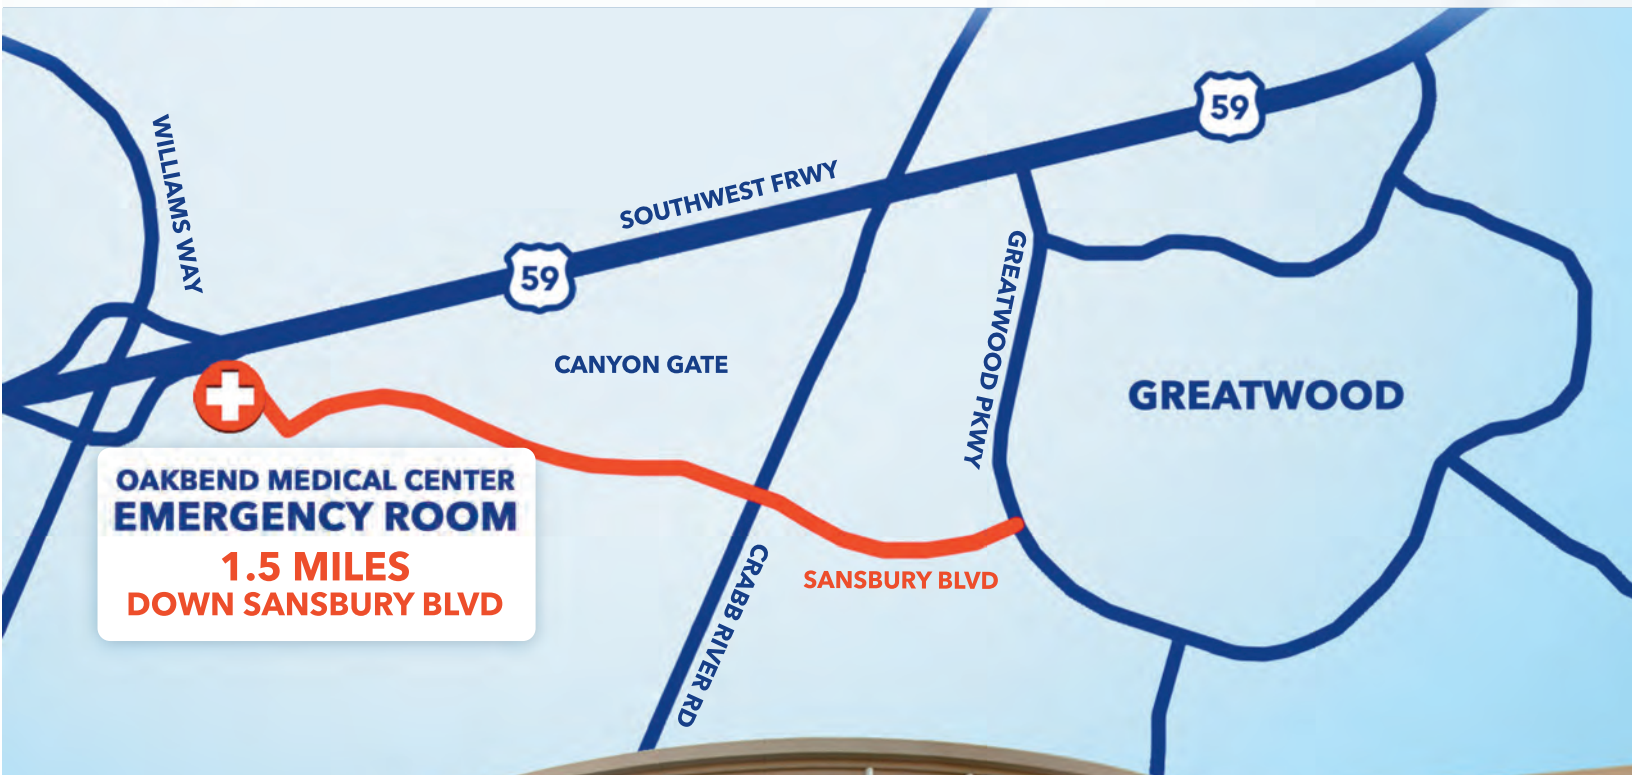 WILLIAMS WAY
SOUTHWEST FRWY
59
59
CANYON GATE
GREATWOOD PKWY
GREATWOOD
OAKBEND MEDICAL CENTER
EMERGENCY ROOM
1.5 MILES
DOWN SANSBURY BLVD
SANSBURY BLVD
CRABB RIVER RD